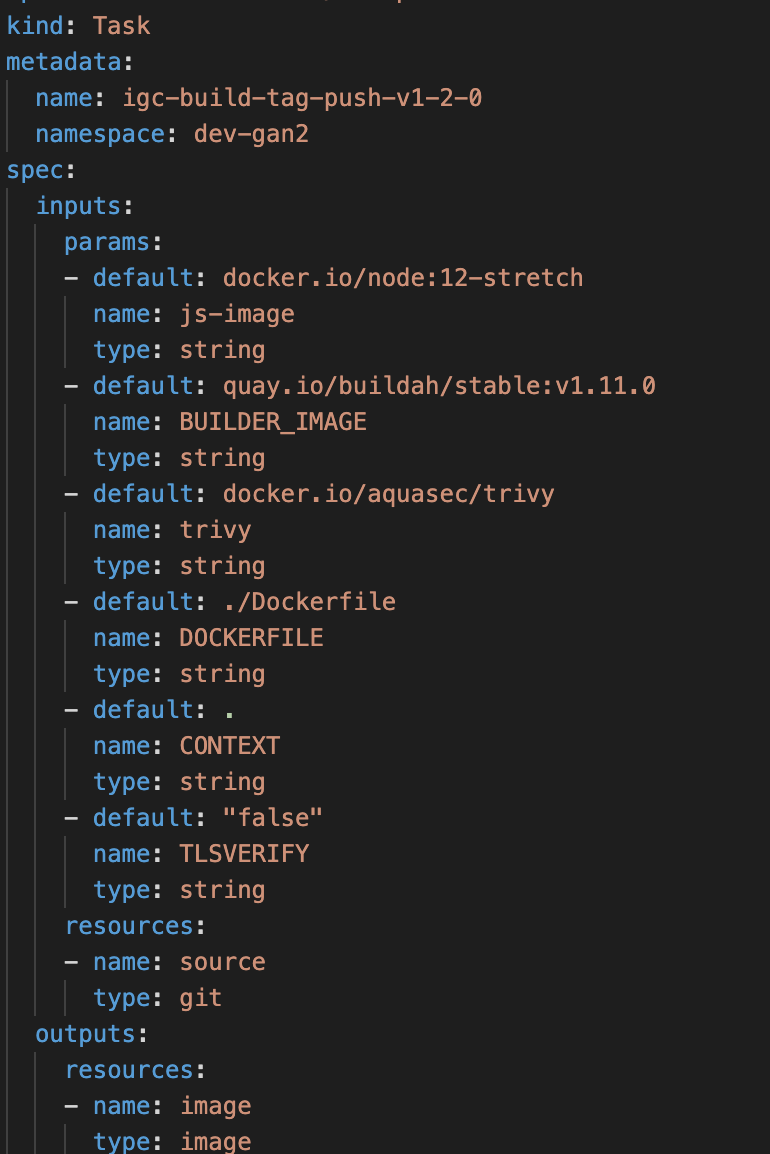 kind: Task
metadata:
  name: igc-build-tag-push-v1-2-0
  namespace: dev-gan2
spec:
  inputs:
    params:
    - default: docker.io/node:12-stretch
      name: js-image
      type: string
    - default: quay.io/buildah/stable:v1.11.0
      name: BUILDER_IMAGE
      type: string
    - default: docker.io/aquasec/trivy
      name: trivy
      type: string
    - default: ./Dockerfile
      name: DOCKERFILE
      type: string
    - default: .
      name: CONTEXT
      type: string
    - default: "false"
      name: TLSVERIFY
      type: string
    resources:
    - name: source
      type: git
  outputs:
    resources:
    - name: image
      type: image